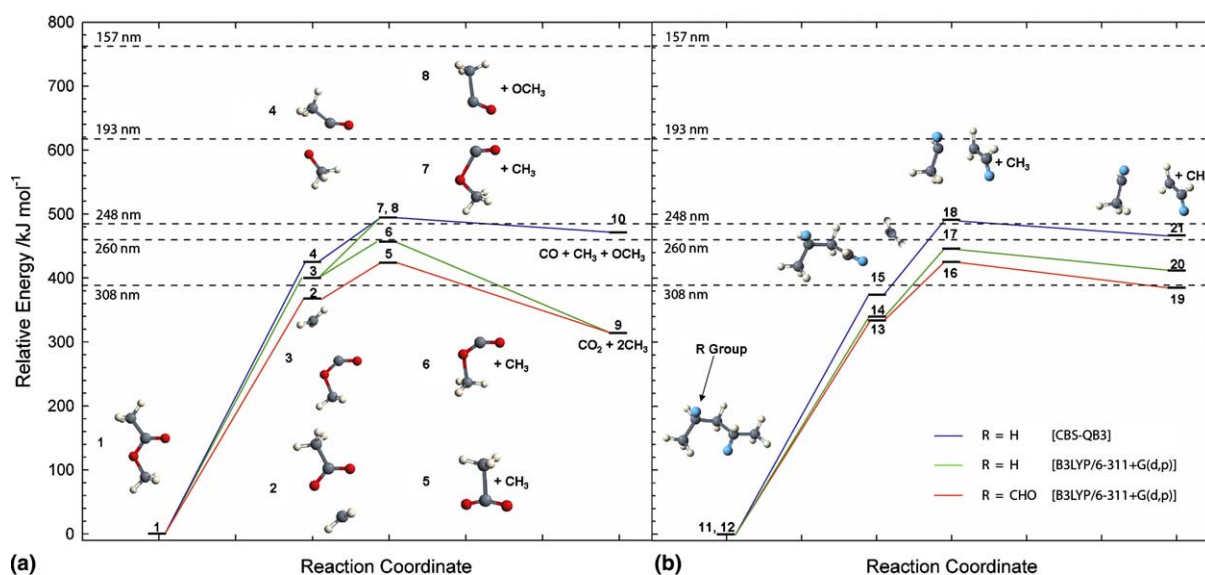 800
157 nm
700
193 nm
600
500
248 nm
260 nm
400
308 nm
300
200
100
0
Relative Energy /kJ mol⁻¹
8
+ OCH₃
4
7
+ CH₃
7, 8
10
6
4
CO + CH₃ + OCH₃
3
5
2
9
CO₂ + 2CH₃
3
6
+ CH₃
1
2
5
+ CH₃
1
(a)
Reaction Coordinate
157 nm
193 nm
+ CH₃
248 nm
18
21
260 nm
17
15
20
16
308 nm
19
14
13
R Group
R = H [CBS-QB3]
R = H [B3LYP/6-311+G(d,p)]
R = CHO [B3LYP/6-311+G(d,p)]
11, 12
(b)
Reaction Coordinate